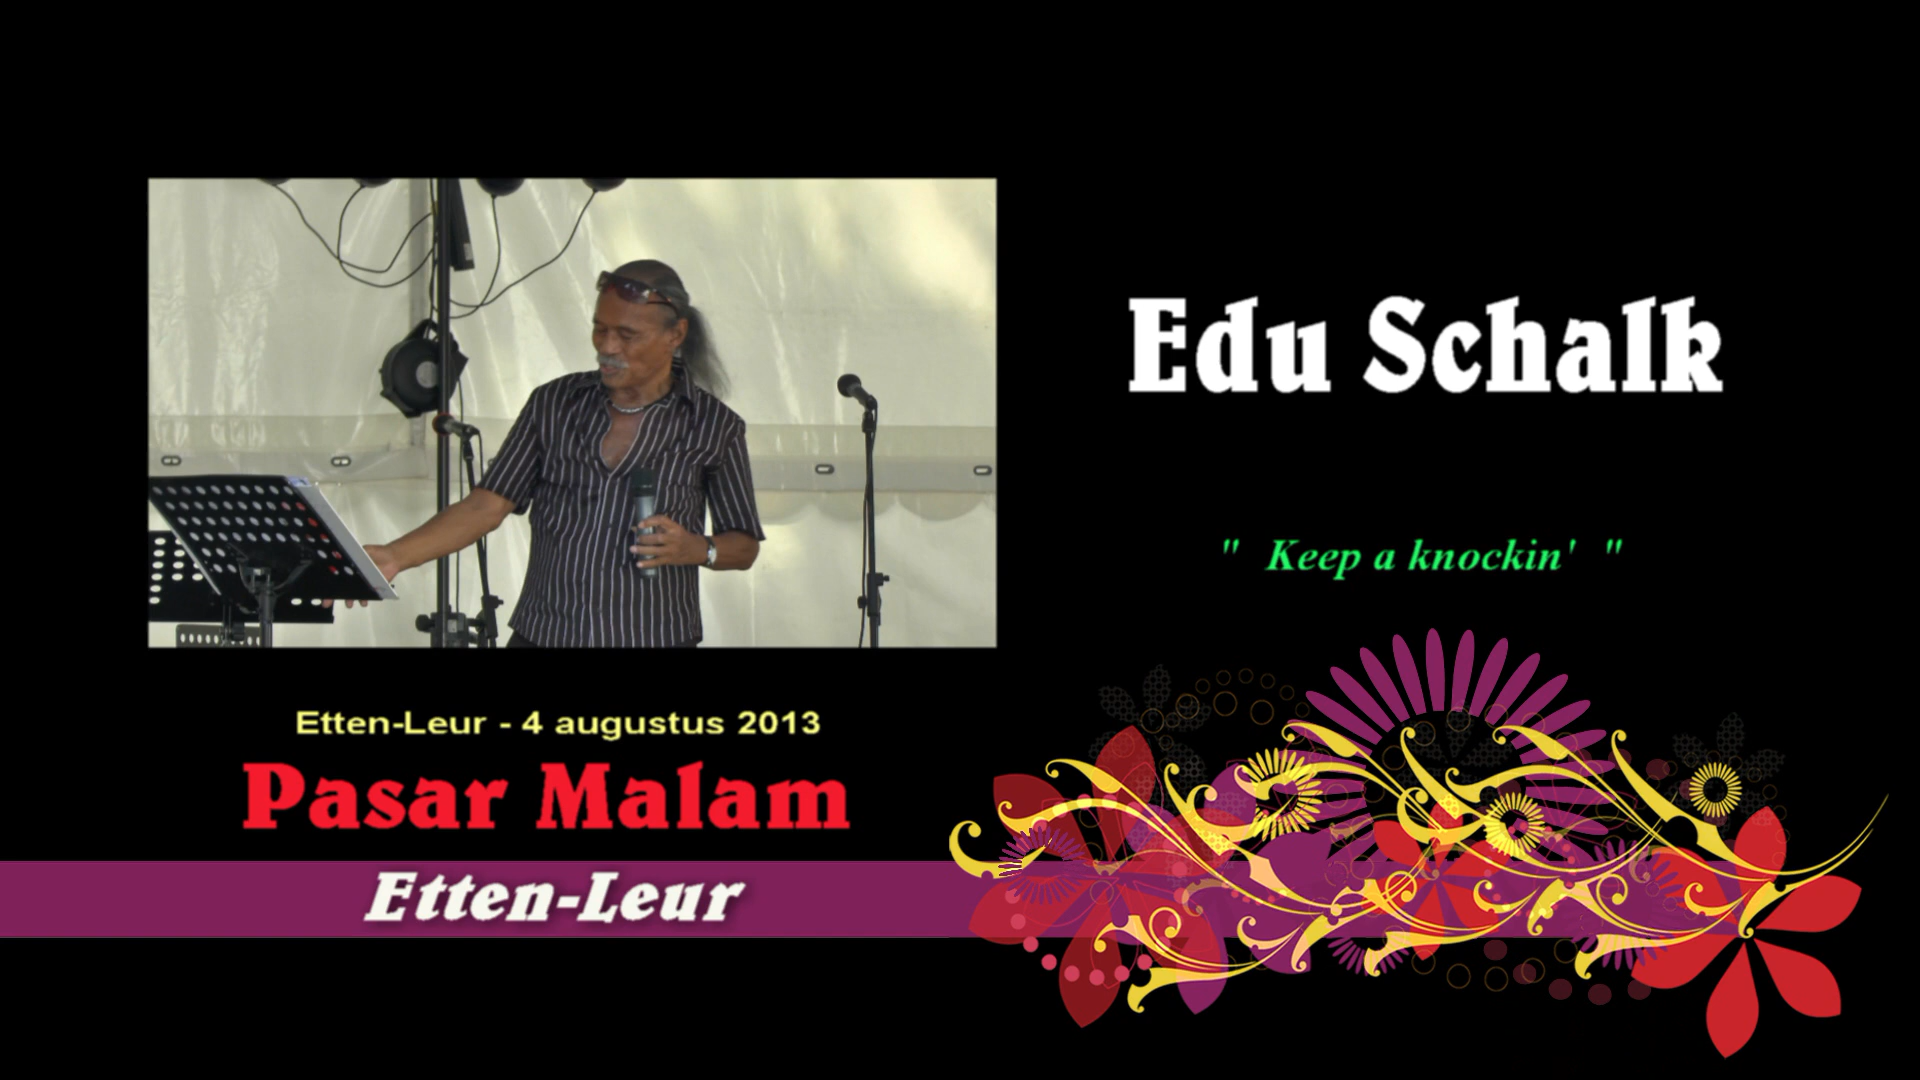 Edu Schalk
" Keep a knockin' "
Etten-Leur - 4 augustus 2013
Pasar Malam
Etten-Leur